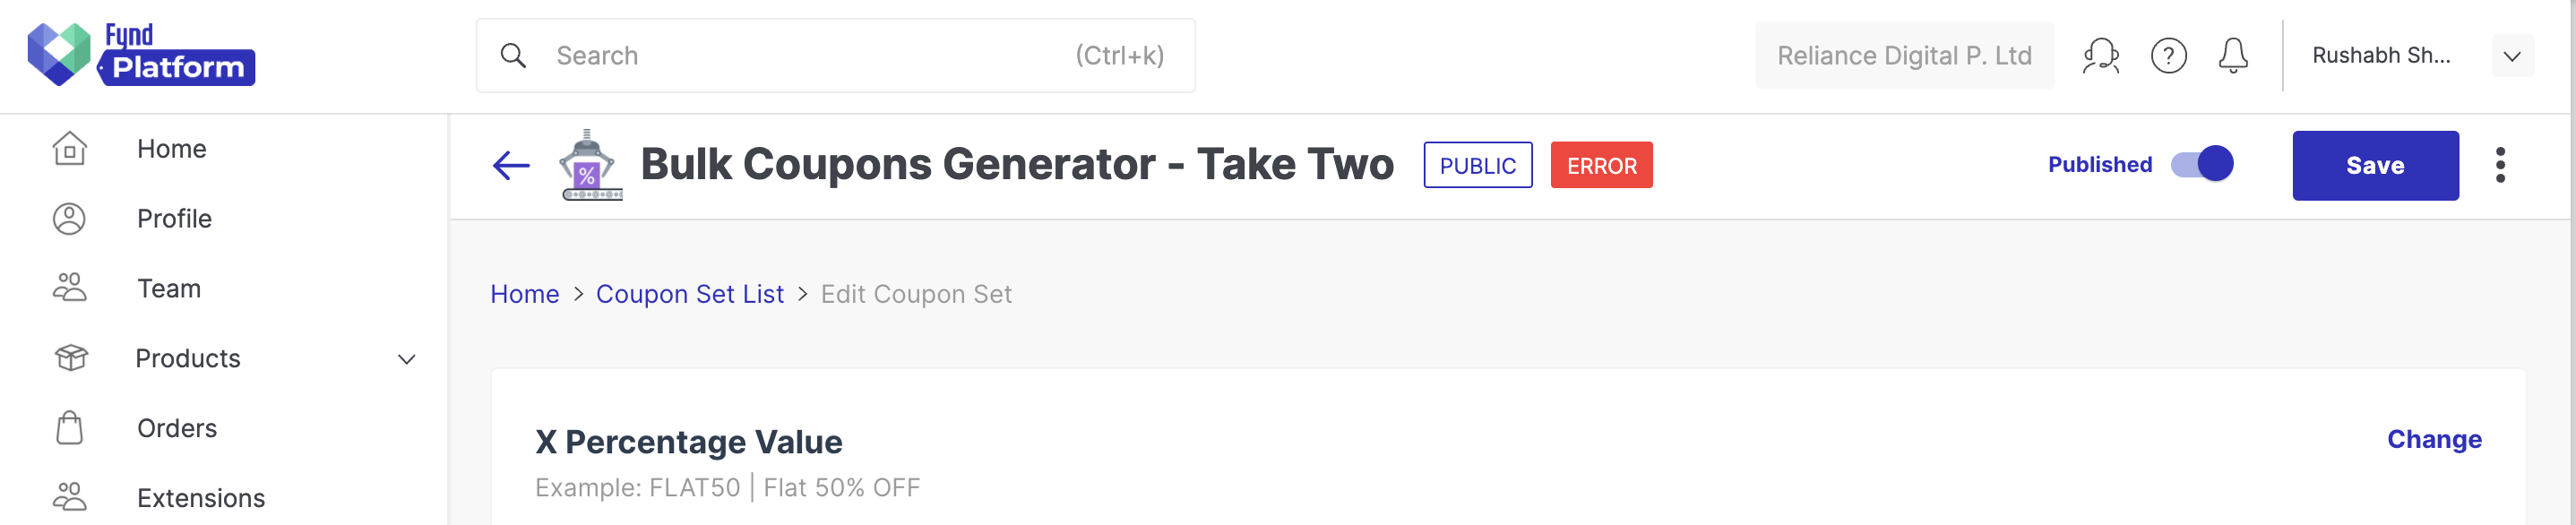 Fynd
Platform
Search (Ctrl+k)
Reliance Digital P. Ltd
?
Rushabh Sh...
Home
Profile
Team
Products
Orders
Extensions
%
Bulk Coupons Generator - Take Two
PUBLIC
ERROR
Published
Save
Home > Coupon Set List > Edit Coupon Set
X Percentage Value
Change
Example: FLAT50 | Flat 50% OFF